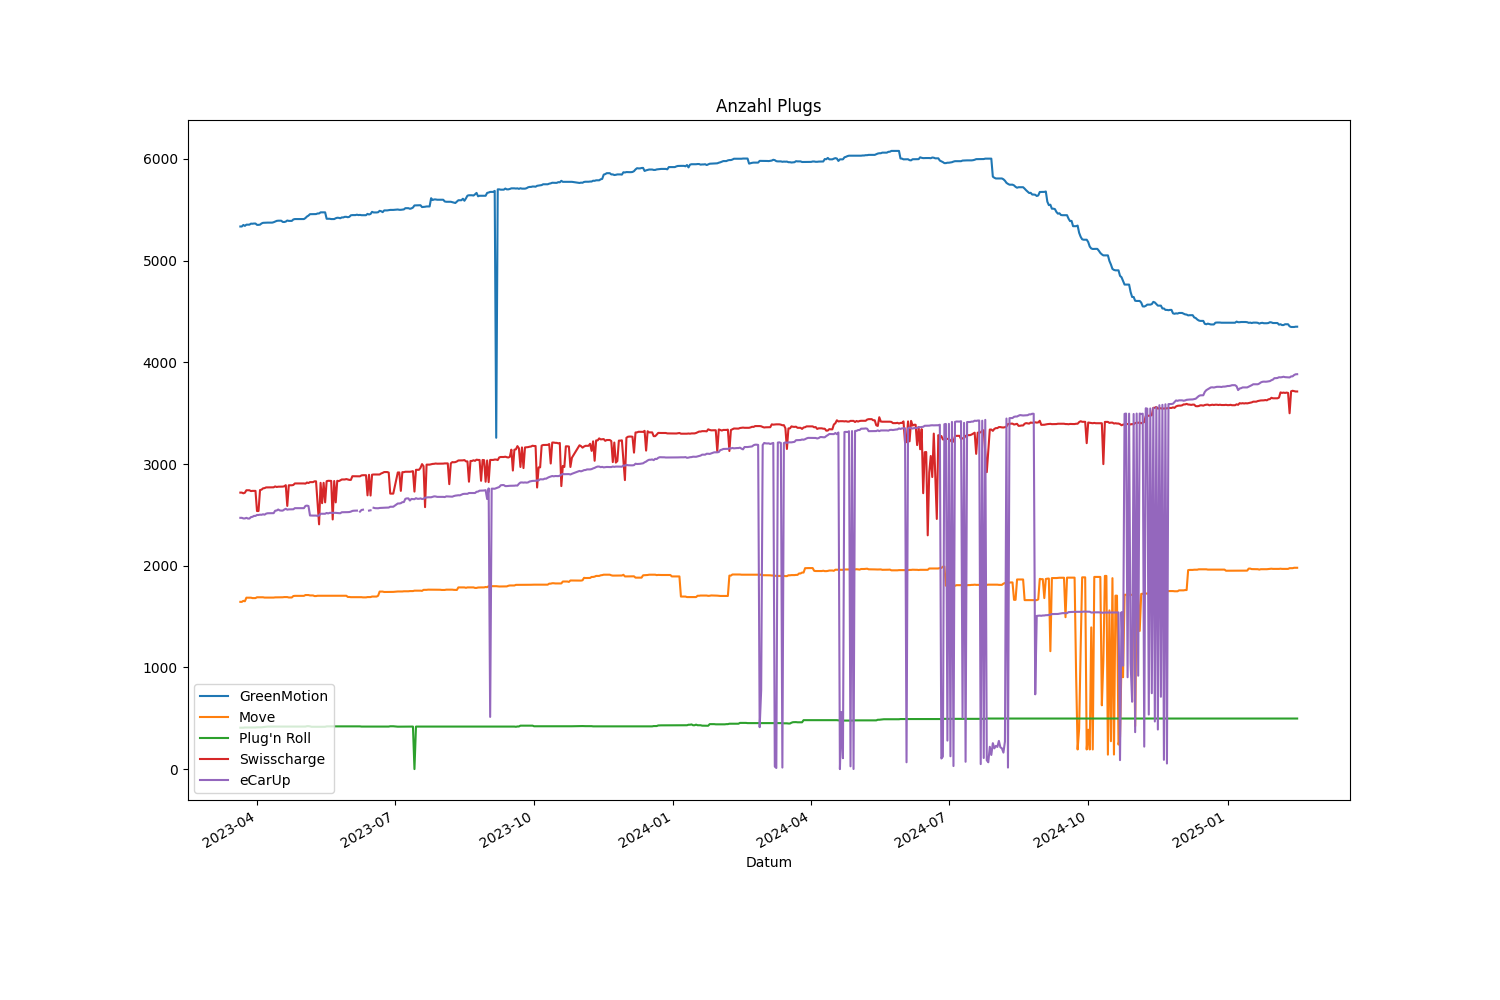 Anzahl Plugs
6000
5000
4000
3000
2000
1000
0
GreenMotion
Move
Plug'n Roll
Swisscharge
eCarUp
2023-04
2023-07
2023-10
2024-01
2024-04
2024-07
2024-10
2025-01
Datum